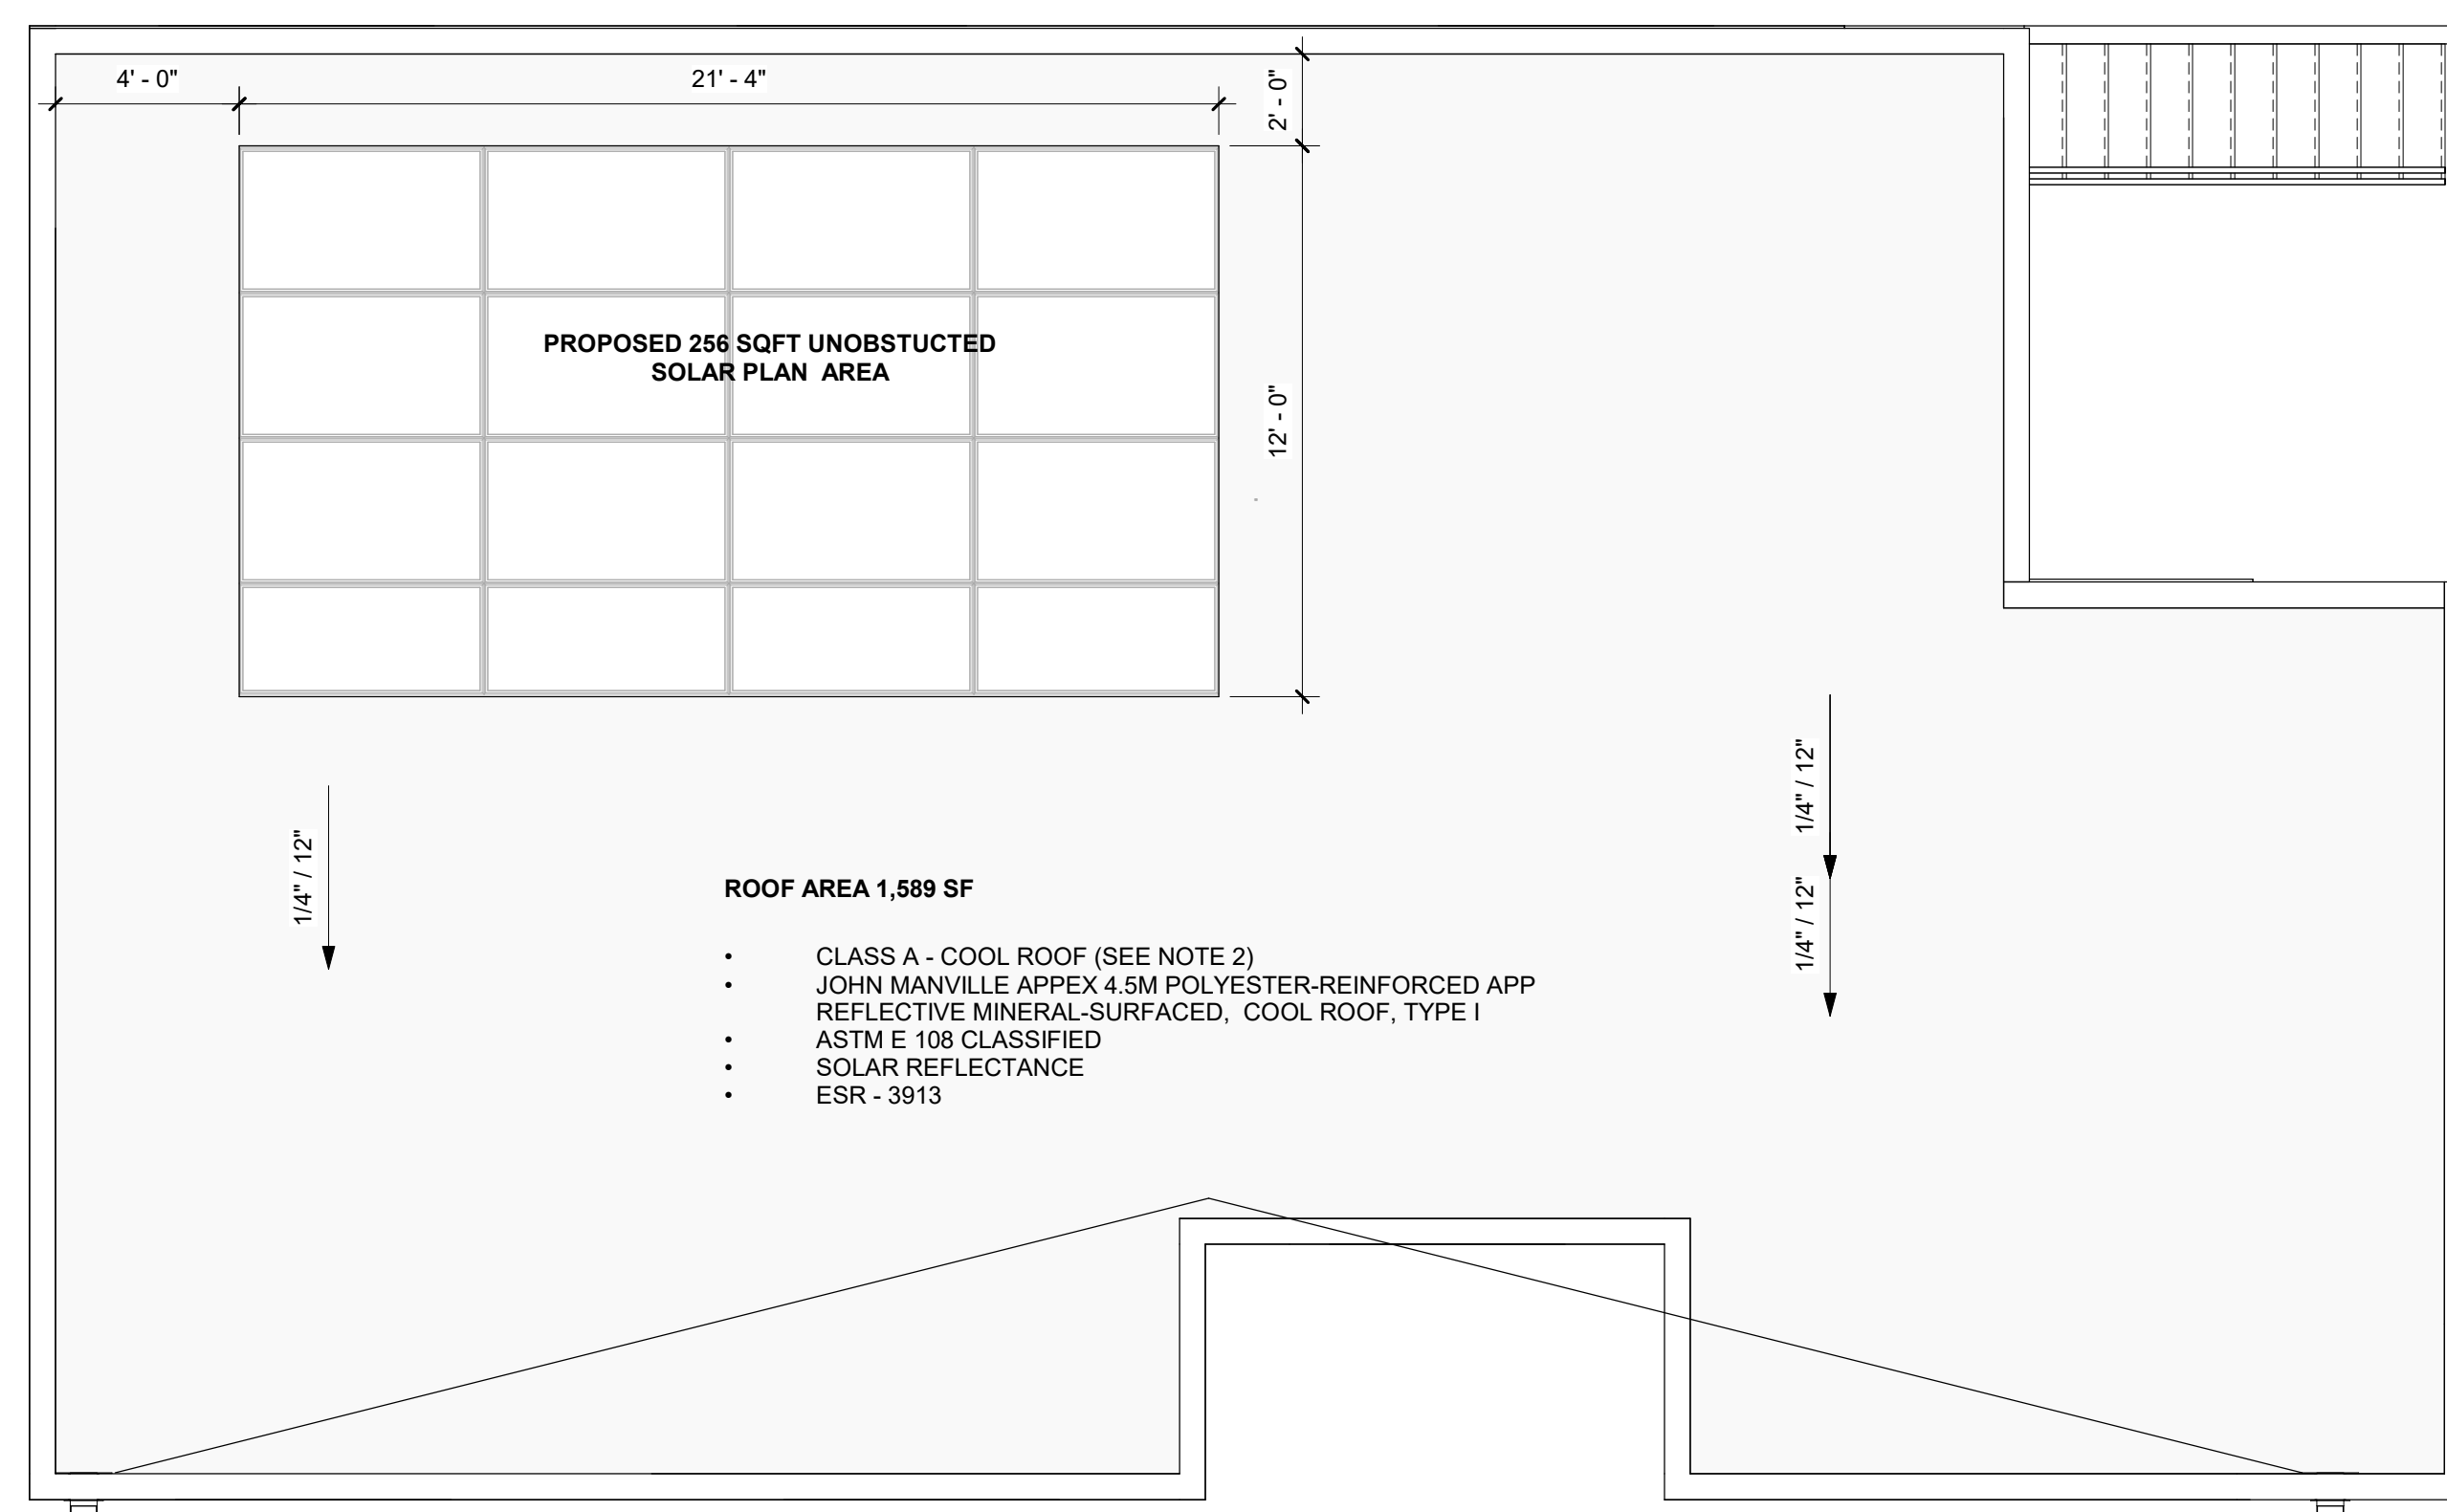 4' - 0"
21' - 4"
2' - 0"
PROPOSED 256 SQFT UNOBSTUCTED
SOLAR PLAN AREA
12' - 0"
1/4" / 12"
1/4" / 12"
1/4" / 12"
ROOF AREA 1,589 SF
• CLASS A - COOL ROOF (SEE NOTE 2)
• JOHN MANVILLE APPEX 4.5M POLYESTER-REINFORCED APP
REFLECTIVE MINERAL-SURFACED, COOL ROOF, TYPE I
• ASTM E 108 CLASSIFIED
• SOLAR REFLECTANCE
• ESR - 3913